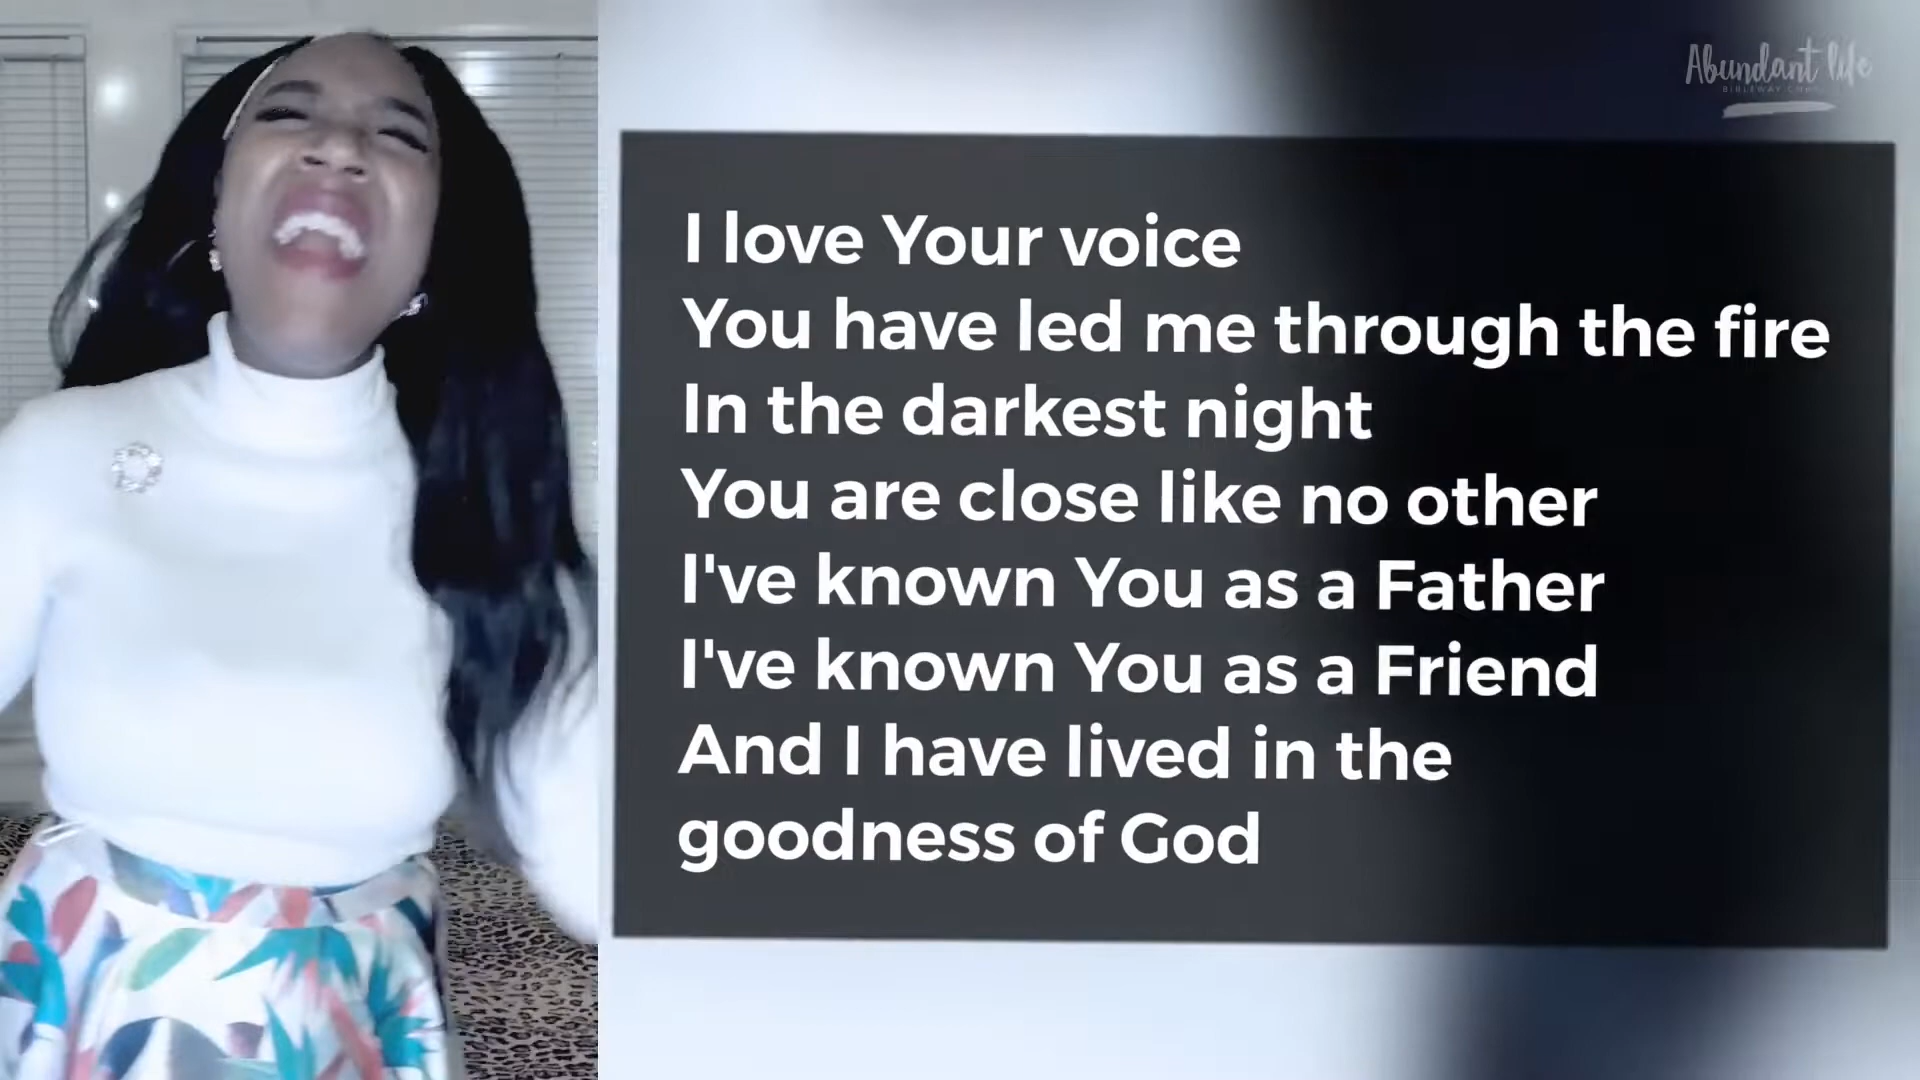 Abundant life
I love Your voice
You have led me through the fire
In the darkest night
You are close like no other
I've known You as a Father
I've known You as a Friend
And I have lived in the
goodness of God